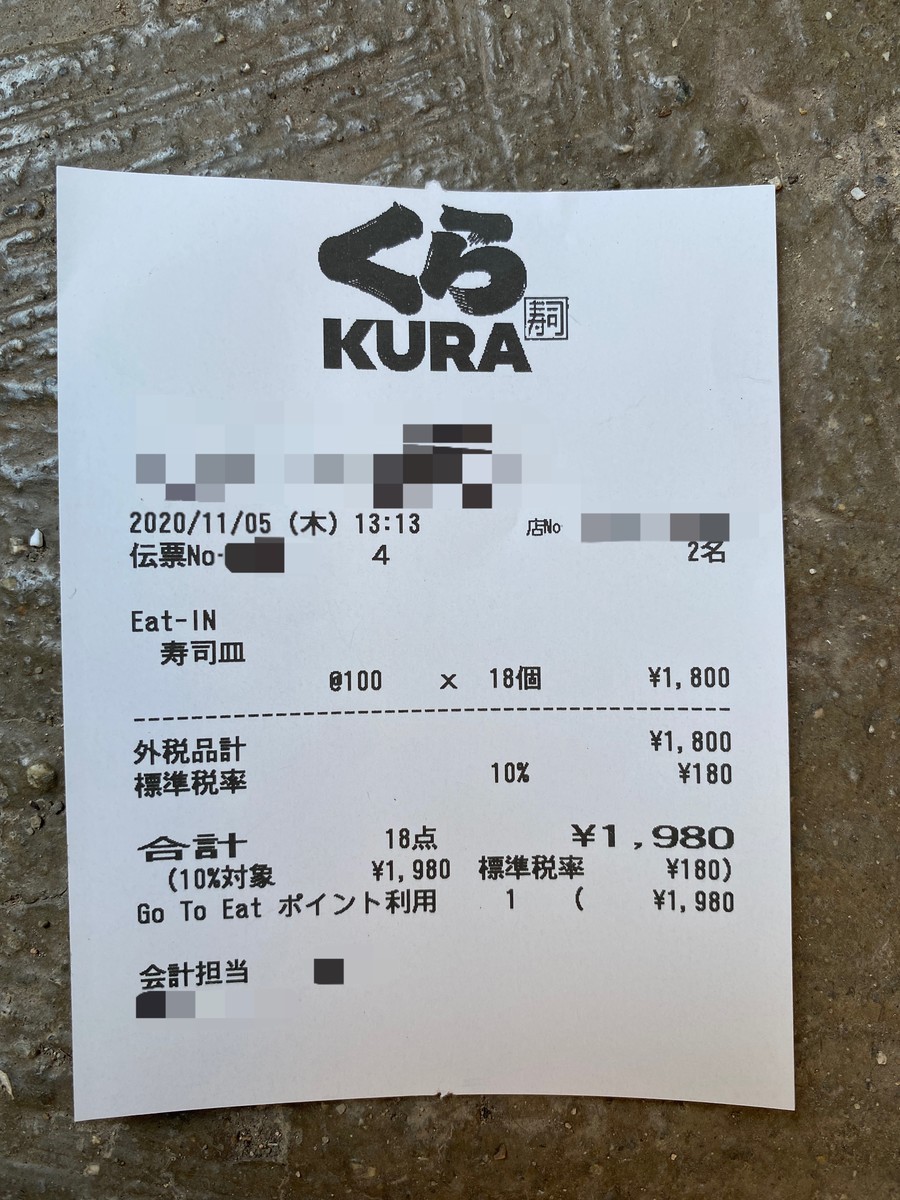 くら
寿司
KURA
2020/11/05 (木) 13:13 店No
伝票No 4 2名
Eat-IN
寿司皿
@100 x 18個 ¥1,800
外税品計 ¥1,800
標準税率 10% ¥180
合計 18点 ¥1,980
(10%対象 ¥1,980 標準税率 ¥180)
Go To Eat ポイント利用 1 ( ¥1,980
会計担当